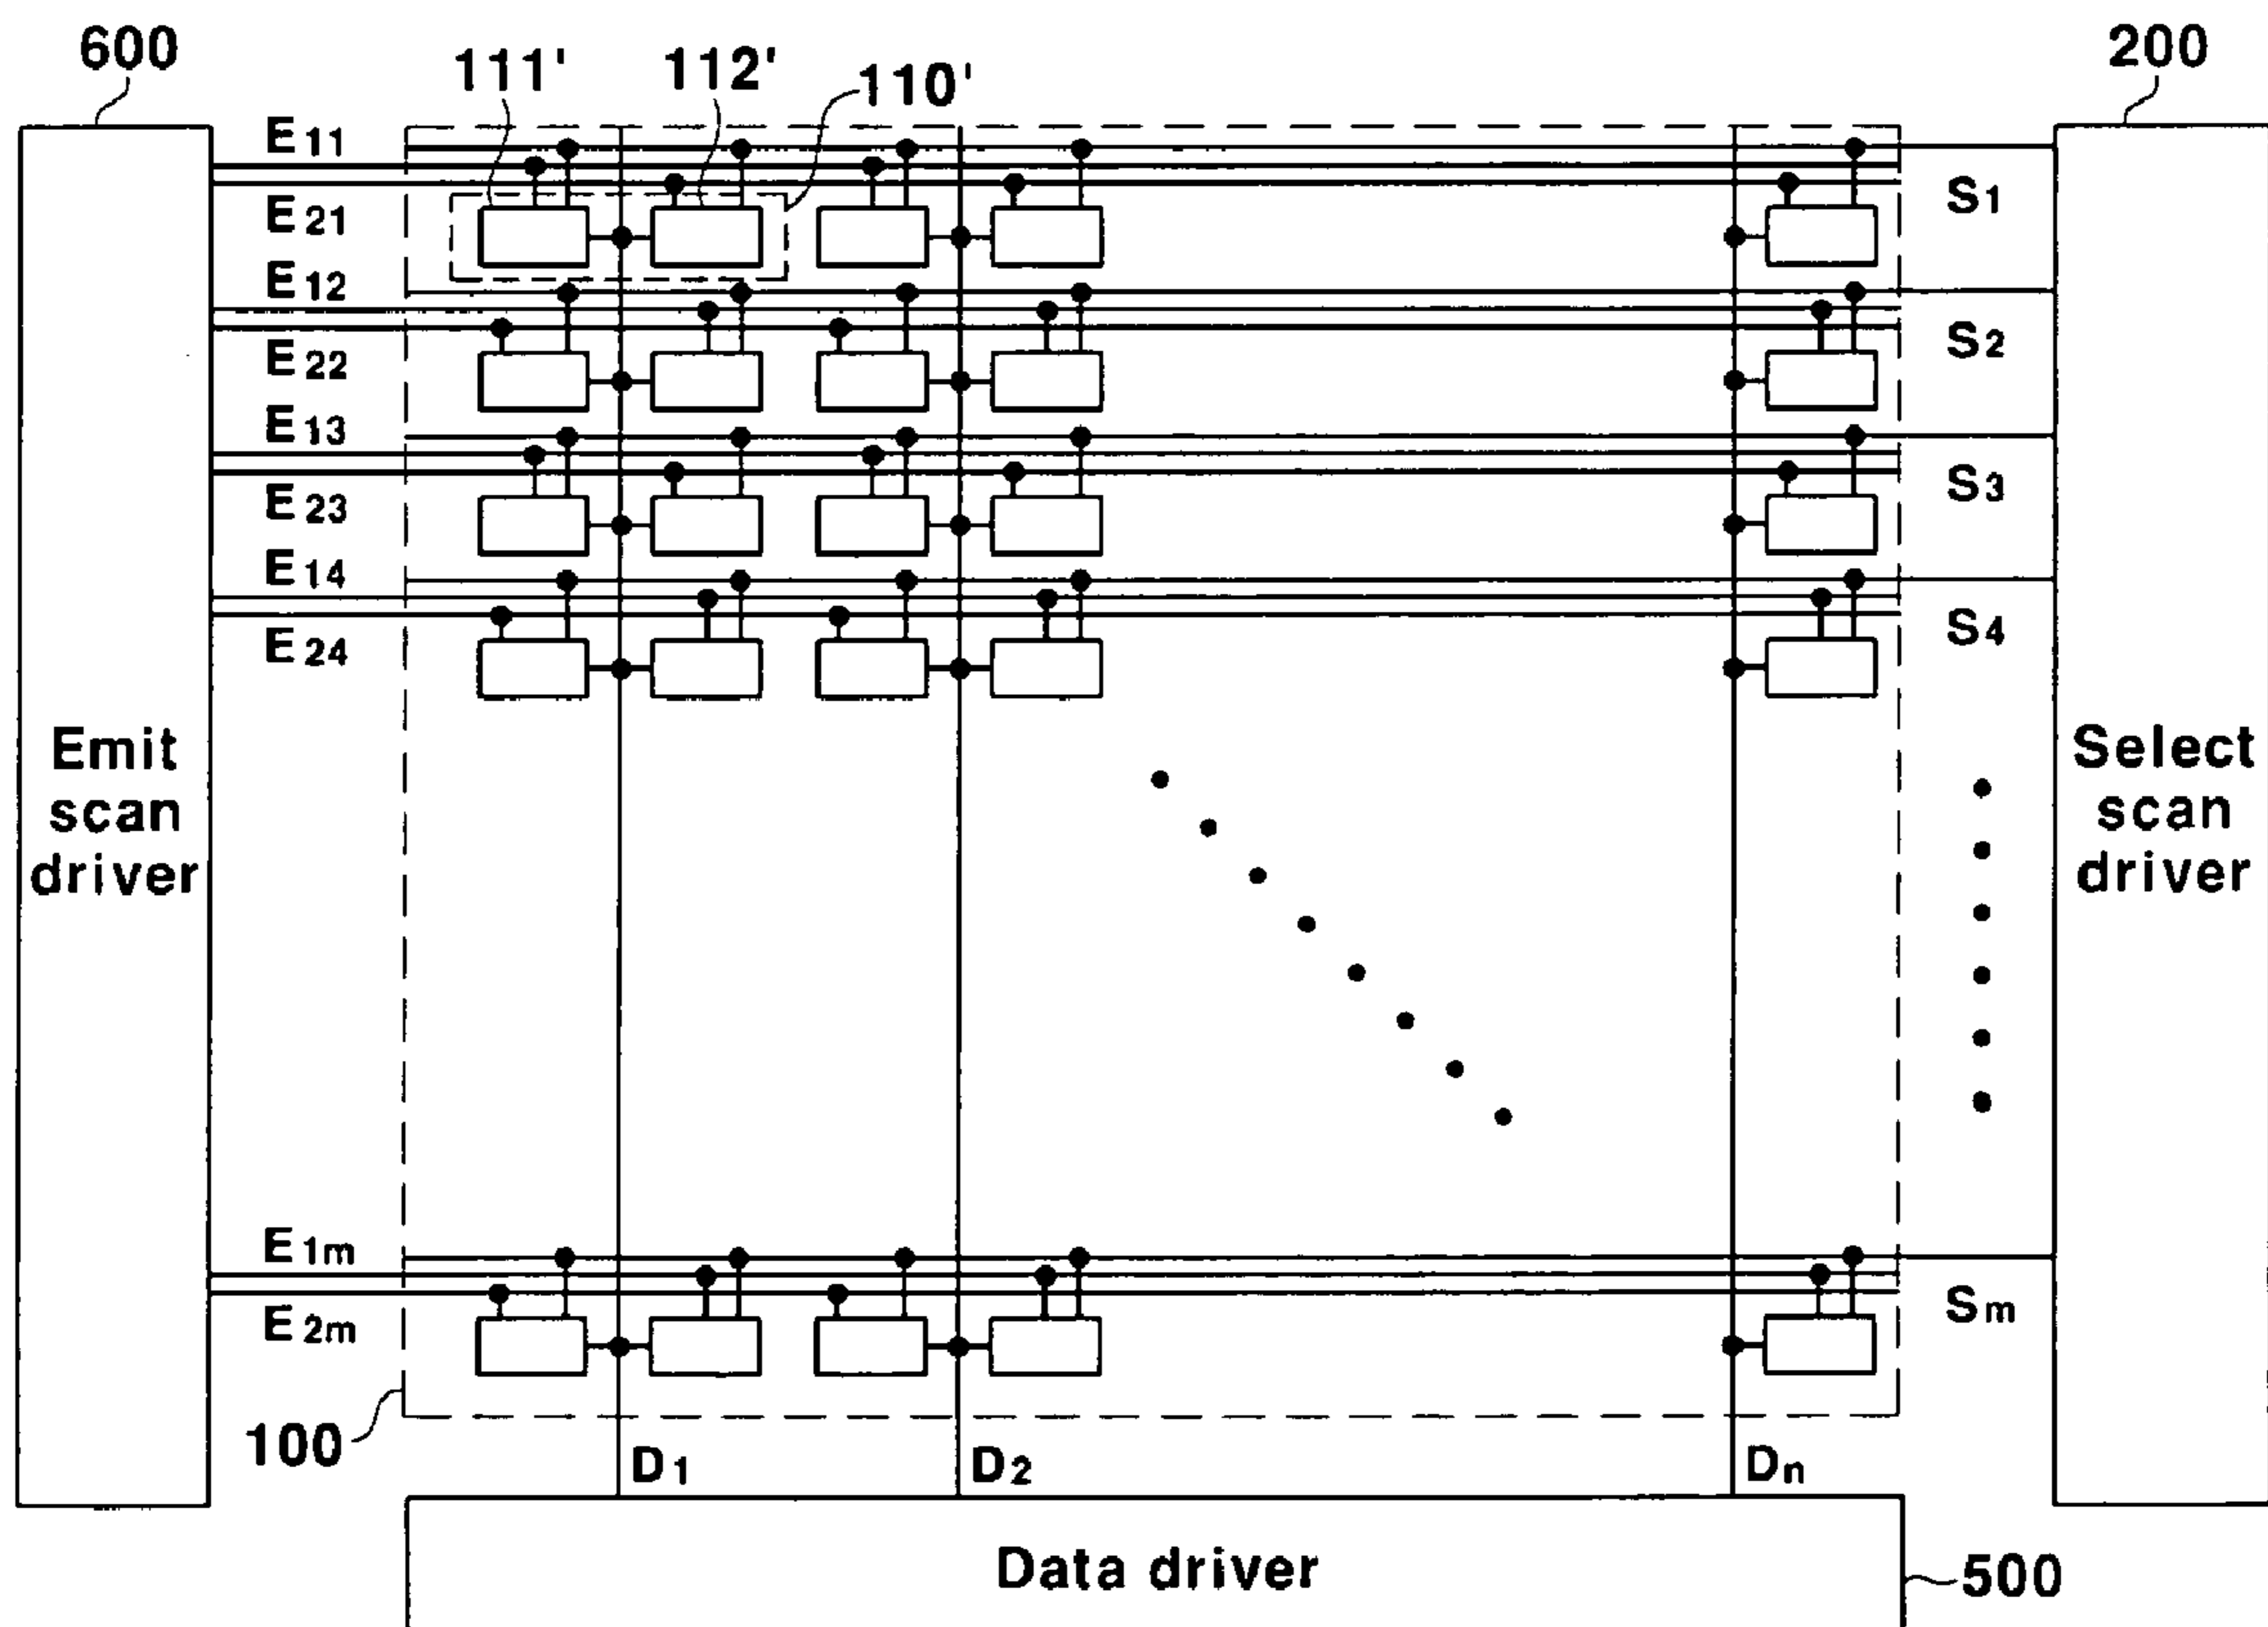 600
111'
112'
110'
200
E11
E21
S1
E12
E22
S2
E13
E23
S3
E14
E24
S4
Emit
scan
driver
Select
scan
driver
E1m
E2m
Sm
100
D1
D2
Dn
Data driver
500